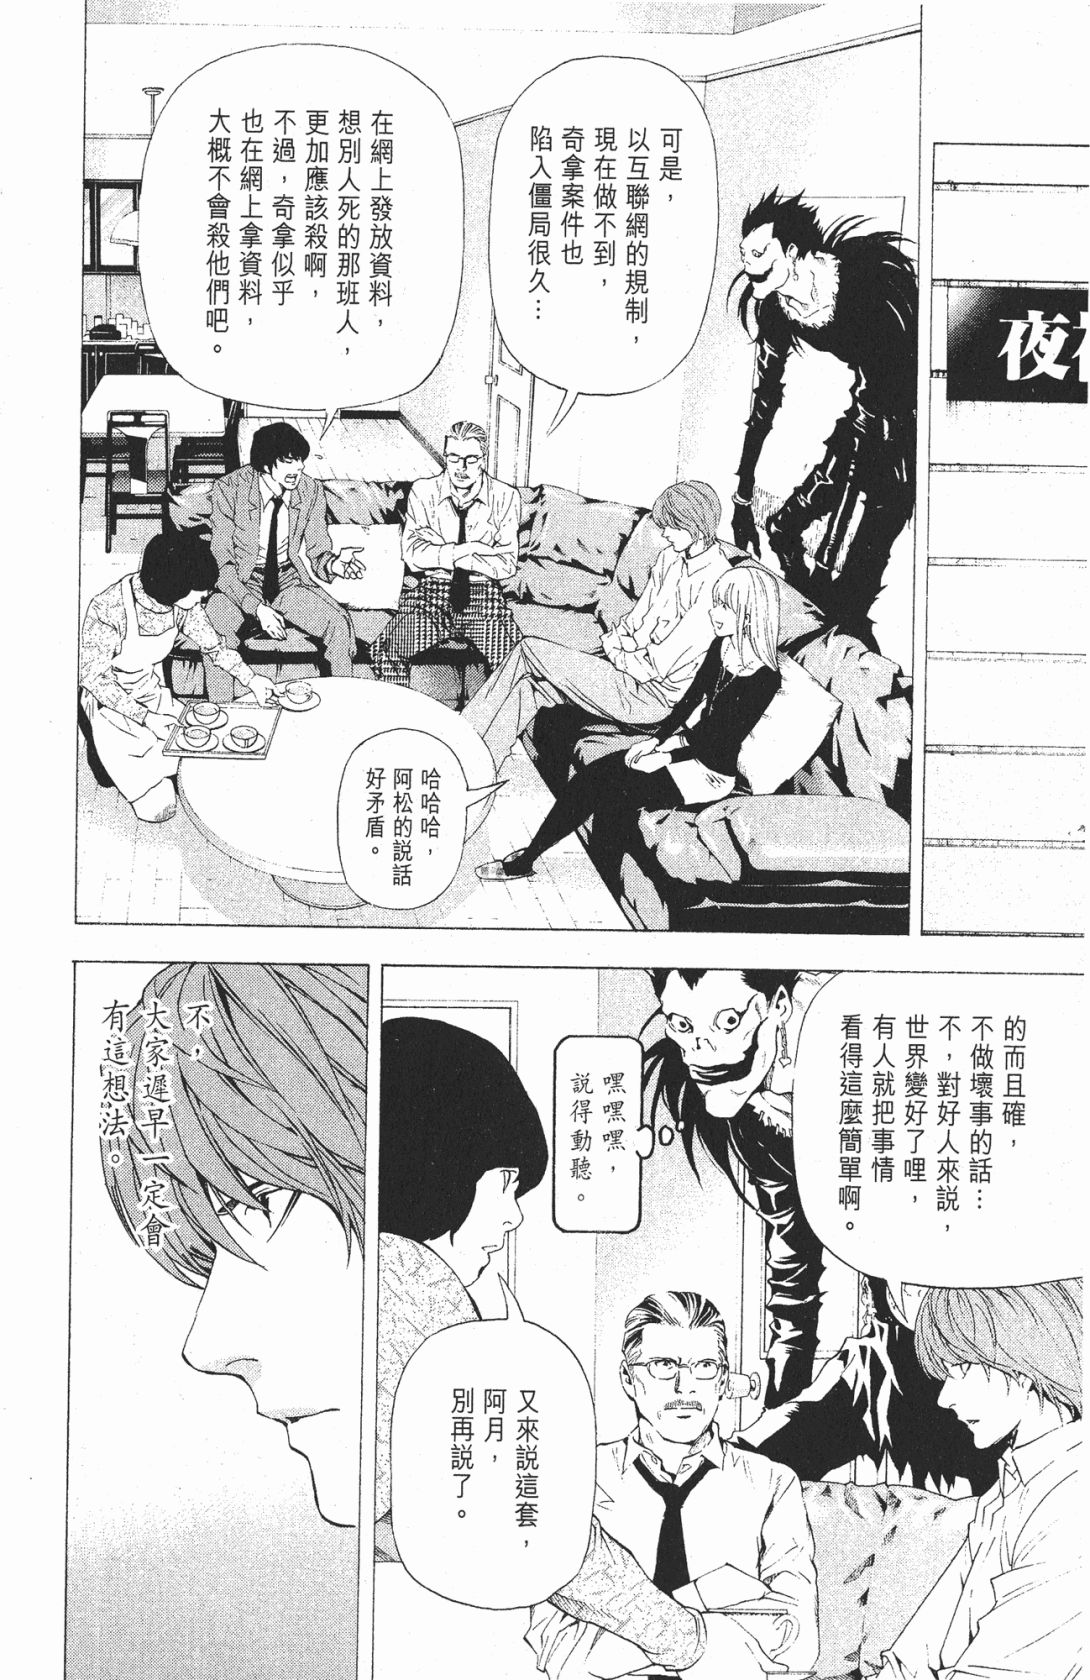 夜
可是，
以互聯網的規制，
現在做不到，
奇拿案件也
陷入僵局很久…
在網上發放資料，
想別人死的那班人，
更加應該殺啊，
不過，奇拿似乎
也在網上拿資料，
大概不會殺他們吧。
哈哈哈，
阿松的說話
好矛盾。
的而且確，
不做壞事的話…
不，對好人來説，
世界變好了哩，
有人就把事情
看得這麼簡單啊。
嘿嘿嘿，
説得動聽。
又來說這套，
阿月，
別再說了。
不，
大家遲早一定會
有這想法。